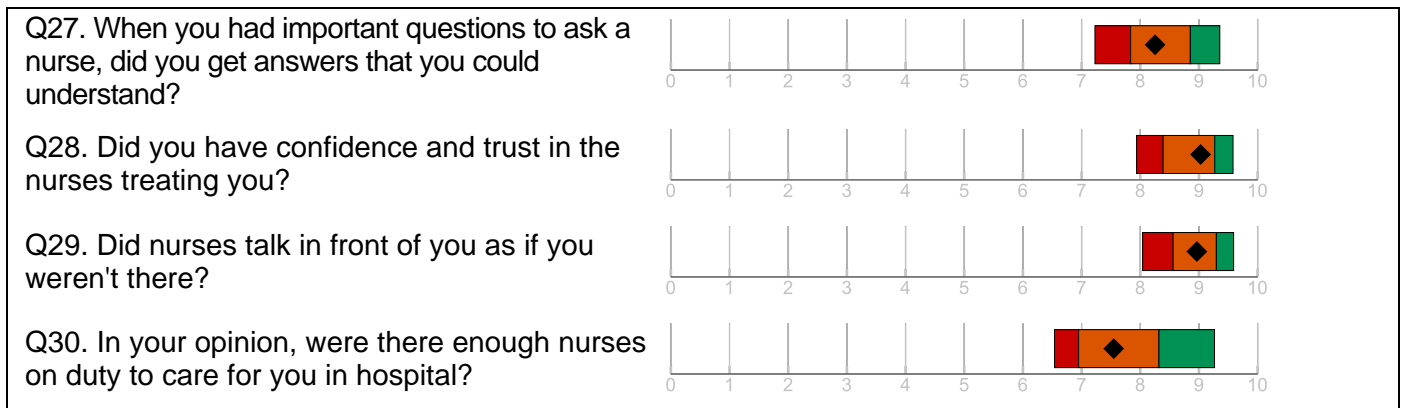 Q27. When you had important questions to ask a
nurse, did you get answers that you could
understand?
0 1 2 3 4 5 6 7 8 9 10
Q28. Did you have confidence and trust in the
nurses treating you?
0 1 2 3 4 5 6 7 8 9 10
Q29. Did nurses talk in front of you as if you
weren't there?
0 1 2 3 4 5 6 7 8 9 10
Q30. In your opinion, were there enough nurses
on duty to care for you in hospital?
0 1 2 3 4 5 6 7 8 9 10